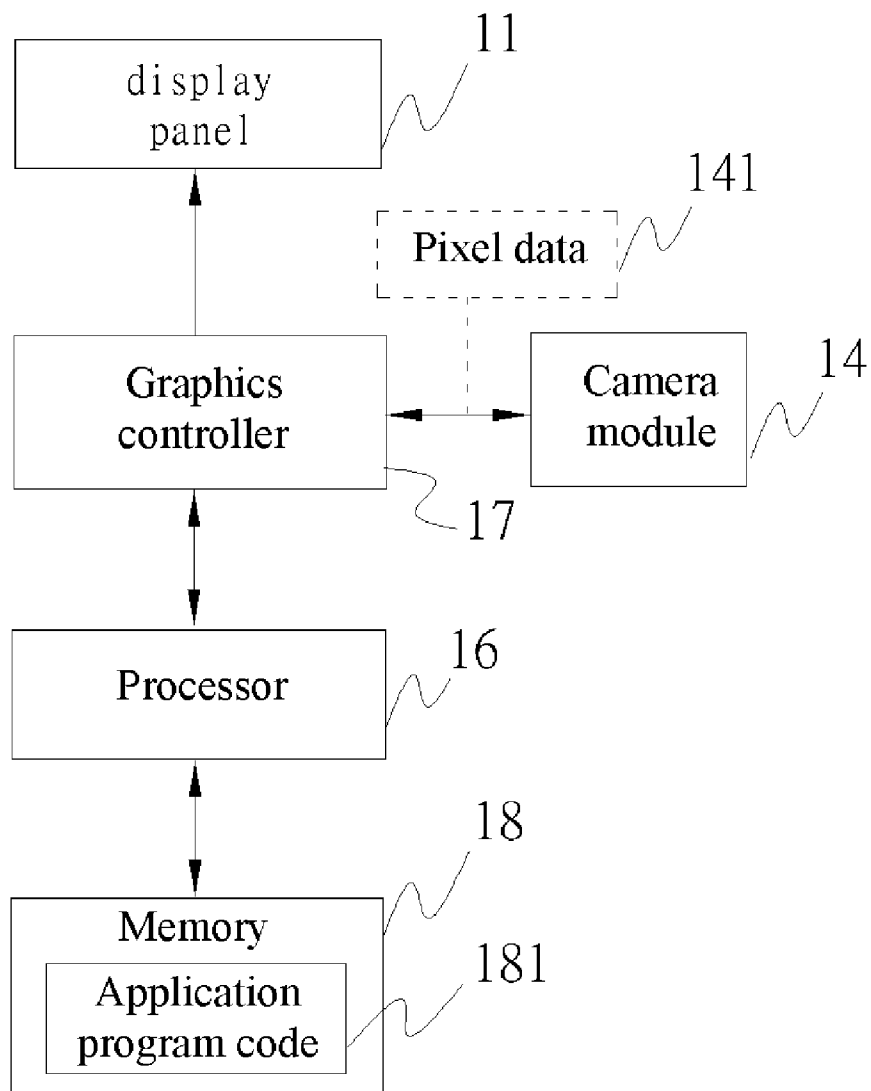 11
display
panel
141
Pixel data
Graphics
controller
Camera
module
14
17
Processor
16
18
Memory
Application
program code
181